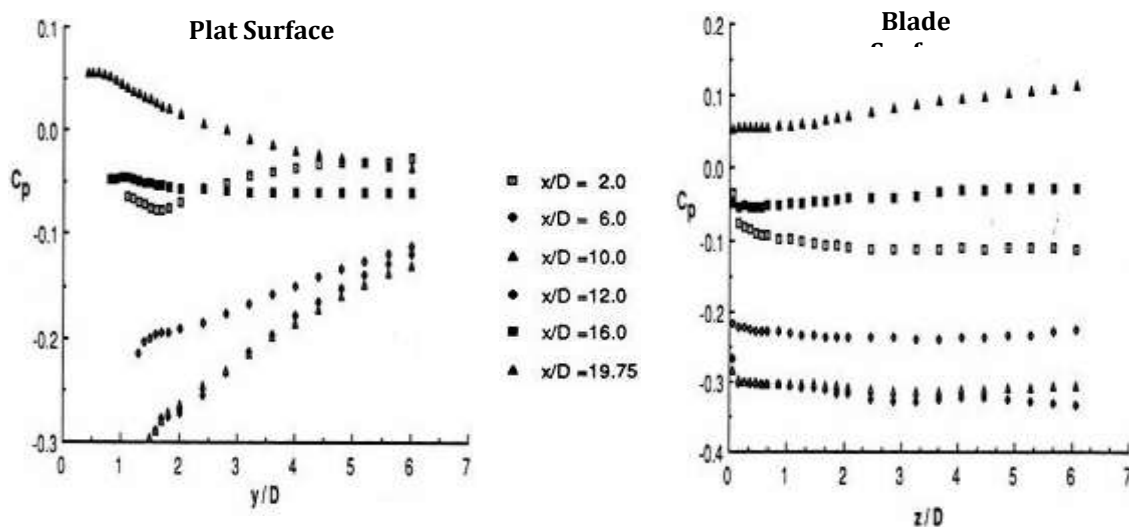 Plat Surface
0.1
0.0
-0.1
-0.2
-0.3
Cp
0 1 2 3 4 5 6 7
y/D
x/D = 2.0
x/D = 6.0
x/D =10.0
x/D =12.0
x/D =16.0
x/D =19.75
Blade
0.2
0.1
0.0
-0.1
-0.2
-0.3
-0.4
Cp
0 1 2 3 4 5 6 7
z/D